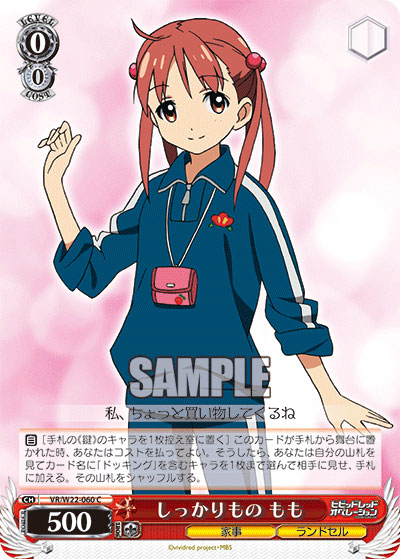 LEVEL
0
0
COST
SAMPLE
私、ちょっと買い物してくるね
自 [手札の《鍵》のキャラを1枚控え室に置く] このカードが手札から舞台に置
かれた時、あなたはコストを払ってよい。そうしたら、あなたは自分の山札を
見てカード名に「ドッキング」を含むキャラを1枚まで選んで相手に見せ、手札
に加える。その山札をシャッフルする。
CH VR/W22-060 C
500
しっかりもの もも
ビビッドレッド
オペレーション
家事 ランドセル
©vividred project・MBS